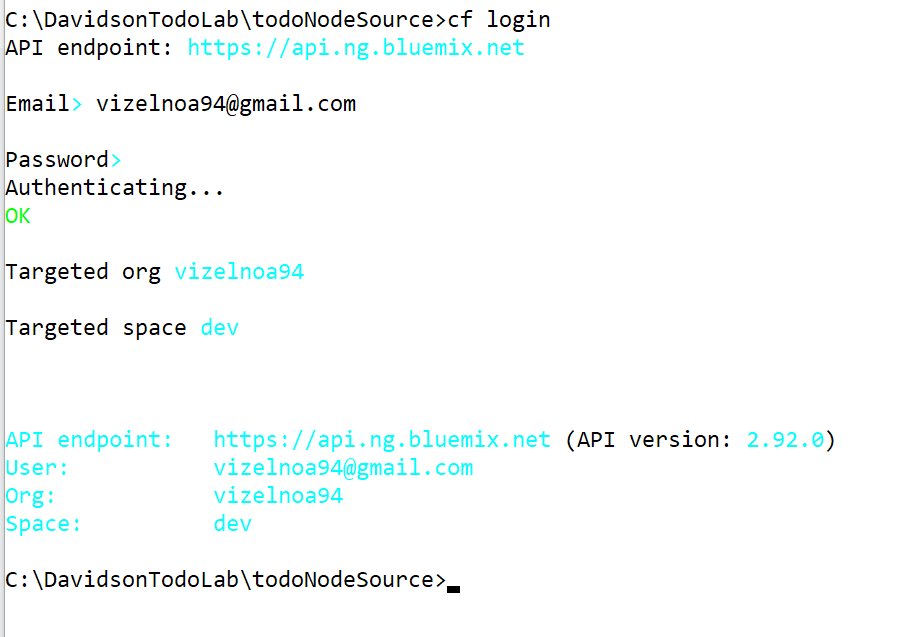 C:\DavidsonTodoLab\todoNodeSource>cf login
API endpoint: https://api.ng.bluemix.net
Email> vizelnoa94@gmail.com
Password>
Authenticating...
OK
Targeted org vizelnoa94
Targeted space dev
API endpoint:   https://api.ng.bluemix.net (API version: 2.92.0)
User:           vizelnoa94@gmail.com
Org:            vizelnoa94
Space:          dev
C:\DavidsonTodoLab\todoNodeSource>